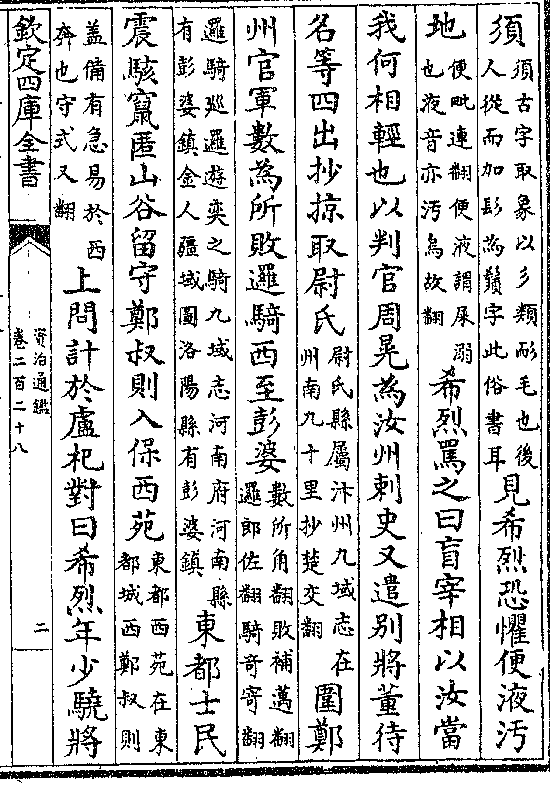 須須古字取象以彡類耏毛也後人從而加髟為鬚字此俗書耳見希烈恐懼便液汚
地便毗連翻便液謂屎溺也液音亦汚烏故翻希烈罵之曰盲宰相以汝當
我何相輕也以判官周晃為汝州刺史又遣别將董待
名等四出抄掠取尉氏尉氏縣屬汴州九域志在州南九十里抄楚交翻圍鄭
州官軍數為所敗邏騎西至彭婆數所角翻敗補邁翻邏郎佐翻騎奇寄翻
邏騎廵邏遊奕之騎九域志河南府河南縣有彭婆鎮金人疆域圖洛陽縣有彭婆鎮東都士民
震駭竄匿山谷留守鄭叔則入保西苑東都西苑在東都城西鄭叔則
蓋備有急易於西奔也守式又翻上問計於盧杞對曰希烈年少驍將
欽定四庫全書
資治通鑑
卷二百二十八
二